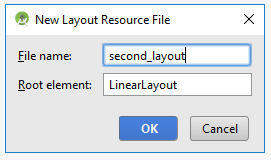 New Layout Resource File
File name: second_layout
Root element: LinearLayout
OK Cancel